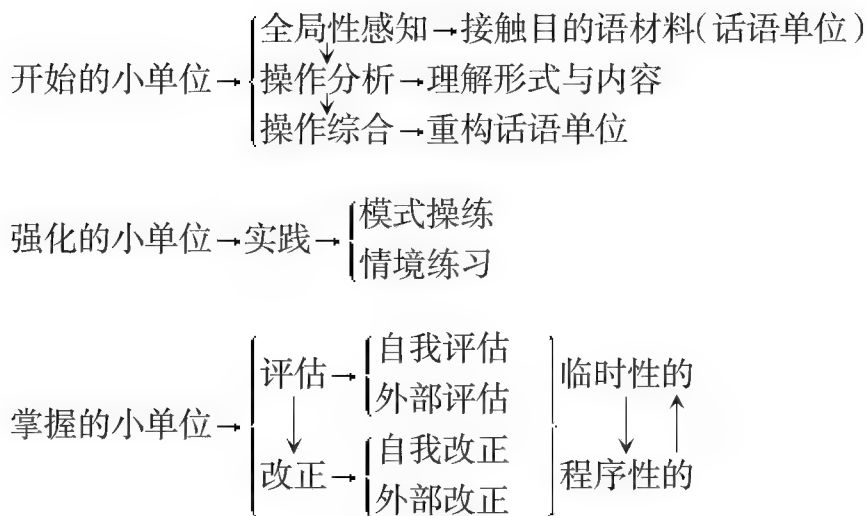 全局性感知→接触目的语材料(话语单位)
开始的小单位→操作分析→理解形式与内容
操作综合→重构话语单位
模式操练
强化的小单位→实践→
情境练习
自我评估
评估→
外部评估
临时性的
掌握的小单位→
自我改正
改正→
外部改正
程序性的